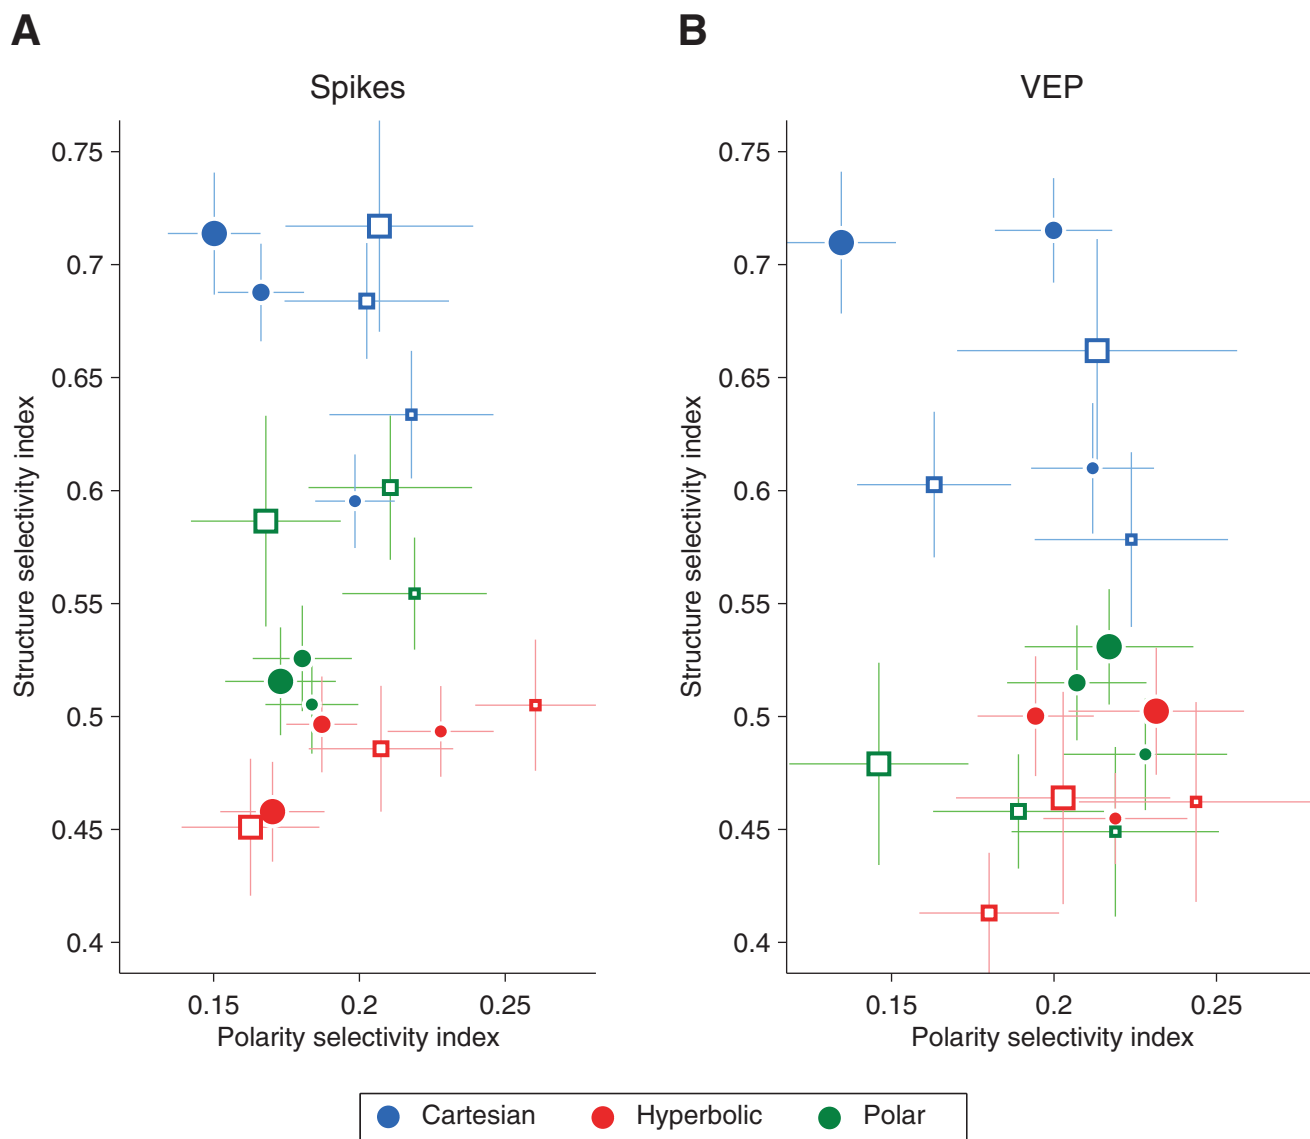 A
B
Spikes
VEP
0.75
0.7
0.65
0.6
0.55
0.5
0.45
0.4
Structure selectivity index
0.15
0.2
0.25
Polarity selectivity index
0.75
0.7
0.65
0.6
0.55
0.5
0.45
0.4
Structure selectivity index
0.15
0.2
0.25
Polarity selectivity index
Cartesian
Hyperbolic
Polar